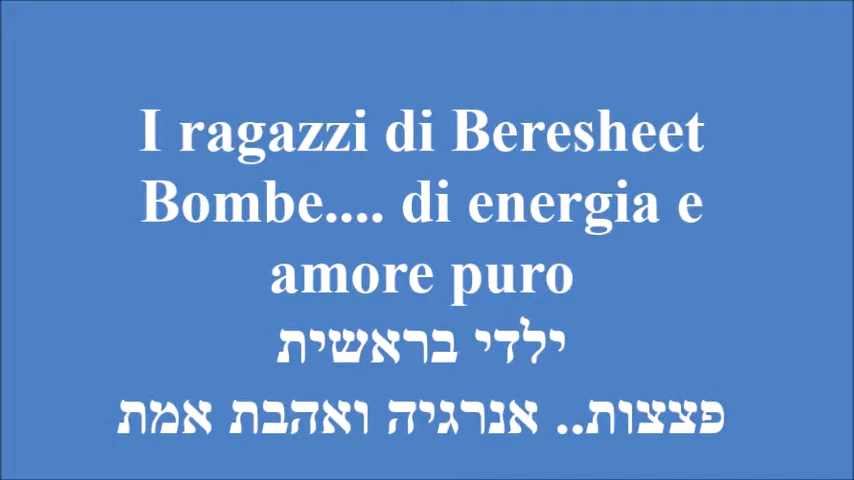 I ragazzi di Beresheet
Bombe.... di energia e
amore puro
ילדי בראשית
פצצות.. אנרגיה ואהבת אמת